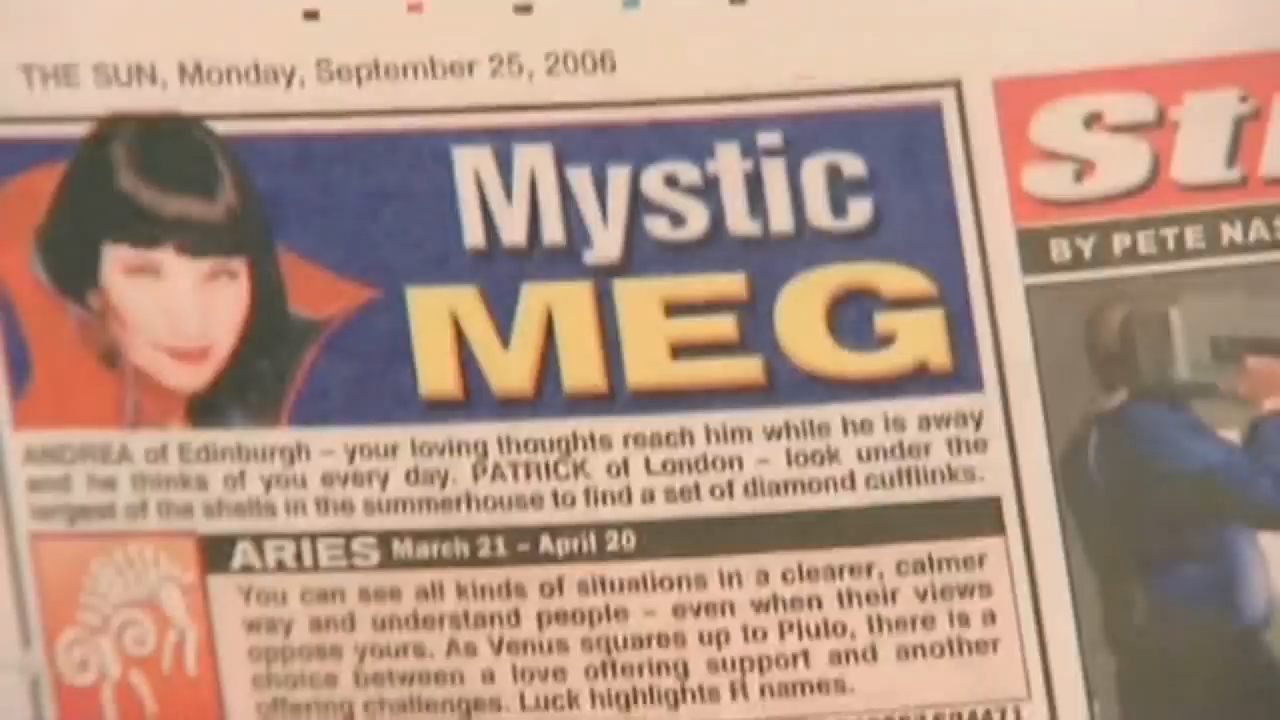 THE SUN, Monday, September 25, 2006
Mystic
MEG
ANDREA of Edinburgh – your loving thoughts reach him while he is away
and he thinks of you every day. PATRICK of London – look under the
largest of the shells in the summerhouse to find a set of diamond cufflinks.
ARIES March 21 – April 20
You can see all kinds of situations in a clearer, calmer
way and understand people – even when their views
oppose yours. As Venus squares up to Pluto, there is a
choice between a love offering support and another
offering challenges. Luck highlights H names.
St
BY PETE NAS